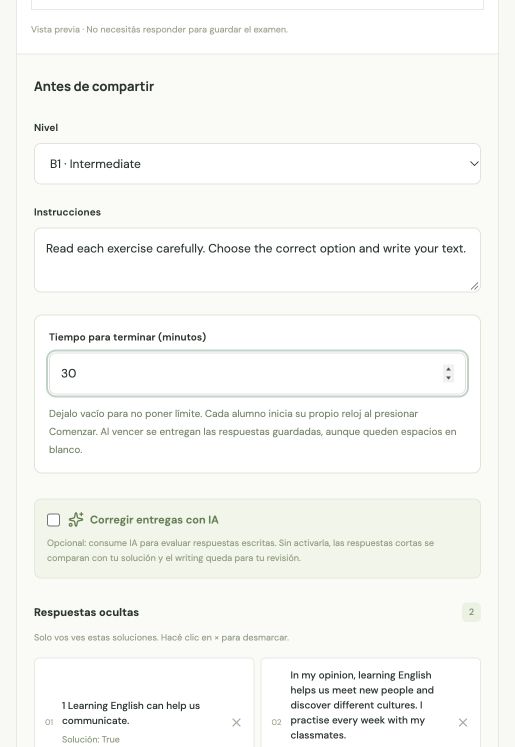 Vista previa · No necesitás responder para guardar el examen.
Antes de compartir
Nivel
B1 · Intermediate
Instrucciones
Read each exercise carefully. Choose the correct option and write your text.
Tiempo para terminar (minutos)
30
Dejalo vacío para no poner límite. Cada alumno inicia su propio reloj al presionar
Comenzar. Al vencer se entregan las respuestas guardadas, aunque queden espacios en
blanco.
Corregir entregas con IA
Opcional: consume IA para evaluar respuestas escritas. Sin activarla, las respuestas cortas se
comparan con tu solución y el writing queda para tu revisión.
Respuestas ocultas
2
Solo vos ves estas soluciones. Hacé clic en × para desmarcar.
01
1 Learning English can help us
communicate.
Solución: True
02
In my opinion, learning English
helps us meet new people and
discover different cultures. I
practise every week with my
classmates.